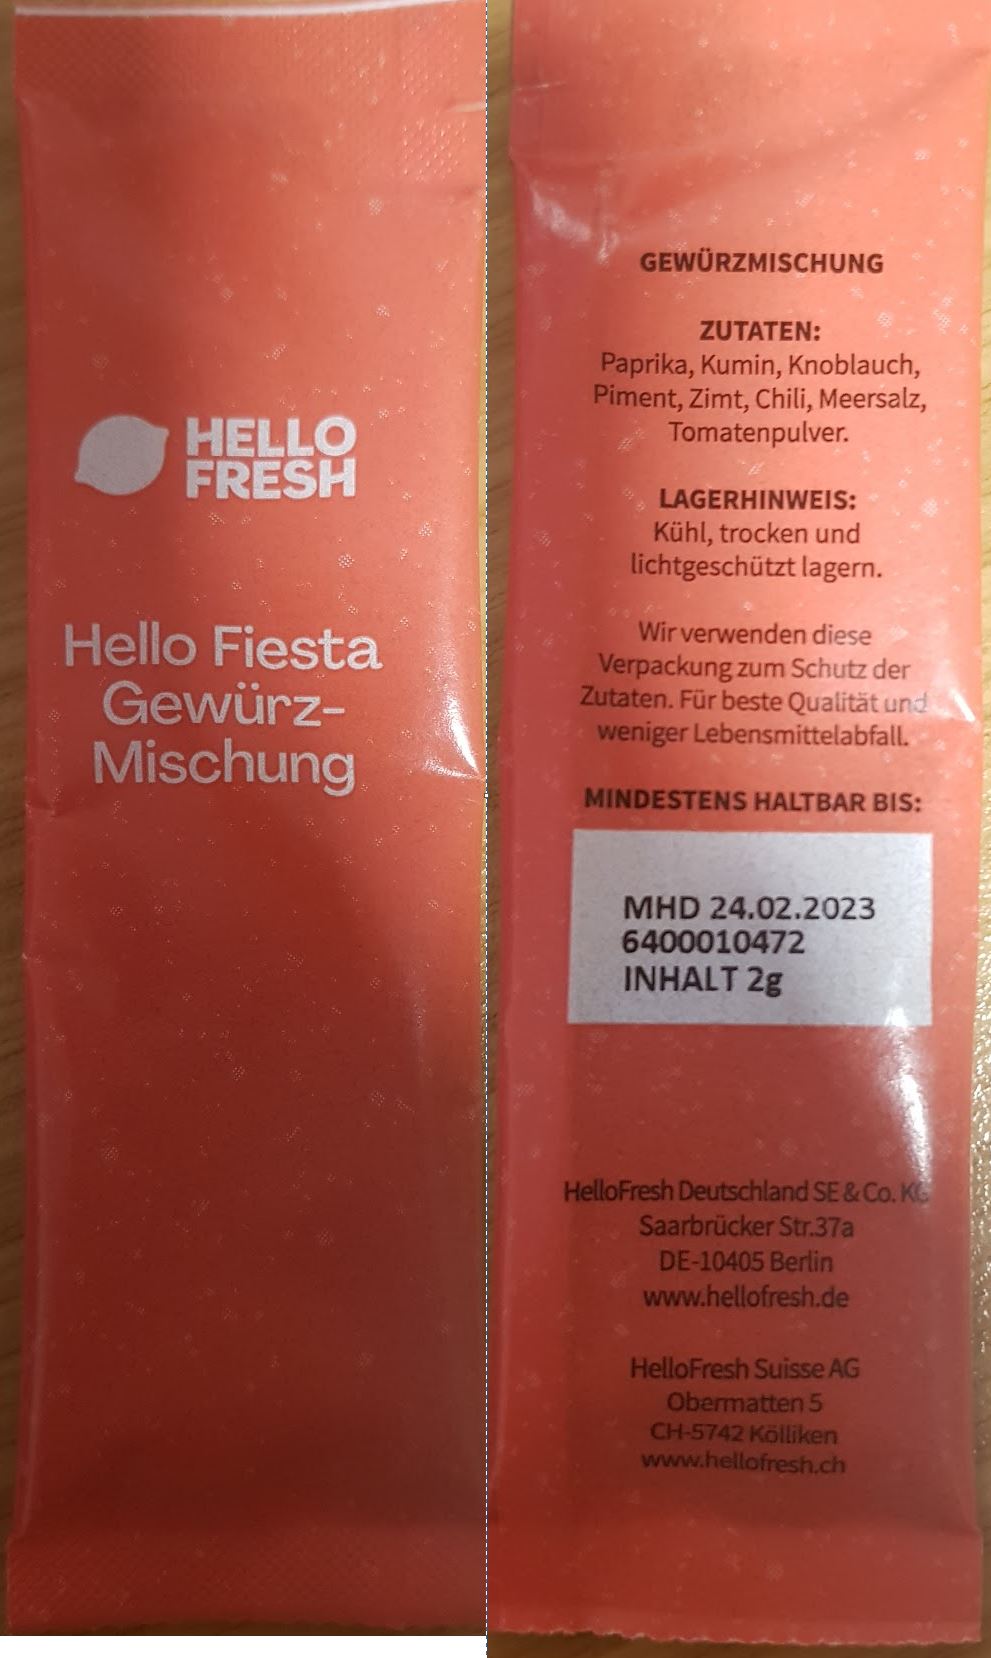 HELLO
FRESH
Hello Fiesta
Gewürz-
Mischung
GEWÜRZMISCHUNG
ZUTATEN:
Paprika, Kumin, Knoblauch,
Piment, Zimt, Chili, Meersalz,
Tomatenpulver.
LAGERHINWEIS:
Kühl, trocken und
lichtgeschützt lagern.
Wir verwenden diese
Verpackung zum Schutz der
Zutaten. Für beste Qualität und
weniger Lebensmittelabfall.
MINDESTENS HALTBAR BIS:
MHD 24.02.2023
6400010472
INHALT 2g
HelloFresh Deutschland SE & Co. KG
Saarbrücker Str.37a
DE-10405 Berlin
www.hellofresh.de
HelloFresh Suisse AG
Obermatten 5
CH-5742 Kölliken
www.hellofresh.ch